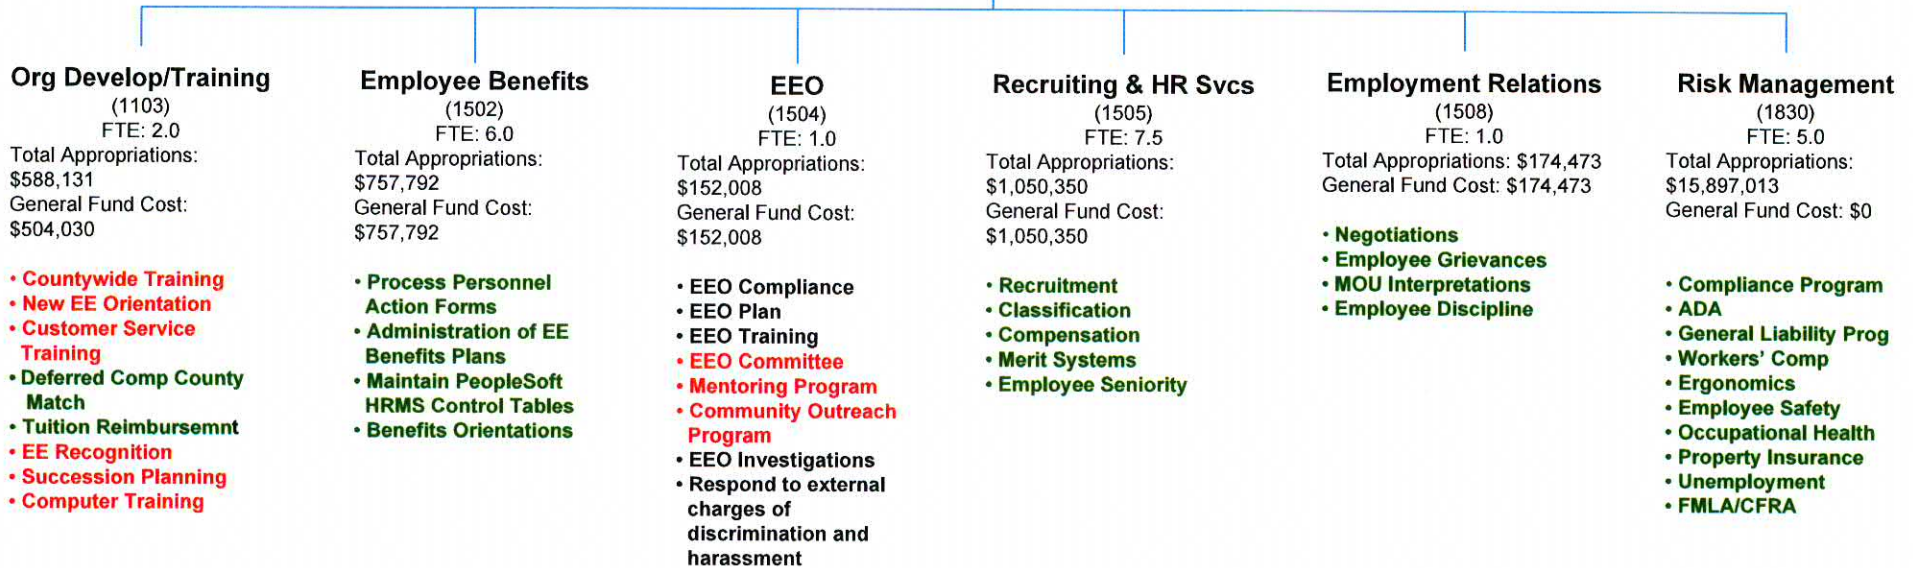 Org Develop/Training
(1103)
FTE: 2.0
Total Appropriations:
$588,131
General Fund Cost:
$504,030
• Countywide Training
• New EE Orientation
• Customer Service
Training
• Deferred Comp County
Match
• Tuition Reimbursemnt
• EE Recognition
• Succession Planning
• Computer Training
Employee Benefits
(1502)
FTE: 6.0
Total Appropriations:
$757,792
General Fund Cost:
$757,792
• Process Personnel
Action Forms
• Administration of EE
Benefits Plans
• Maintain PeopleSoft
HRMS Control Tables
• Benefits Orientations
EEO
(1504)
FTE: 1.0
Total Appropriations:
$152,008
General Fund Cost:
$152,008
• EEO Compliance
• EEO Plan
• EEO Training
• EEO Committee
• Mentoring Program
• Community Outreach
Program
• EEO Investigations
• Respond to external
charges of
discrimination and
harassment
Recruiting & HR Svcs
(1505)
FTE: 7.5
Total Appropriations:
$1,050,350
General Fund Cost:
$1,050,350
• Recruitment
• Classification
• Compensation
• Merit Systems
• Employee Seniority
Employment Relations
(1508)
FTE: 1.0
Total Appropriations: $174,473
General Fund Cost: $174,473
• Negotiations
• Employee Grievances
• MOU Interpretations
• Employee Discipline
Risk Management
(1830)
FTE: 5.0
Total Appropriations:
$15,897,013
General Fund Cost: $0
• Compliance Program
• ADA
• General Liability Prog
• Workers' Comp
• Ergonomics
• Employee Safety
• Occupational Health
• Property Insurance
• Unemployment
• FMLA/CFRA